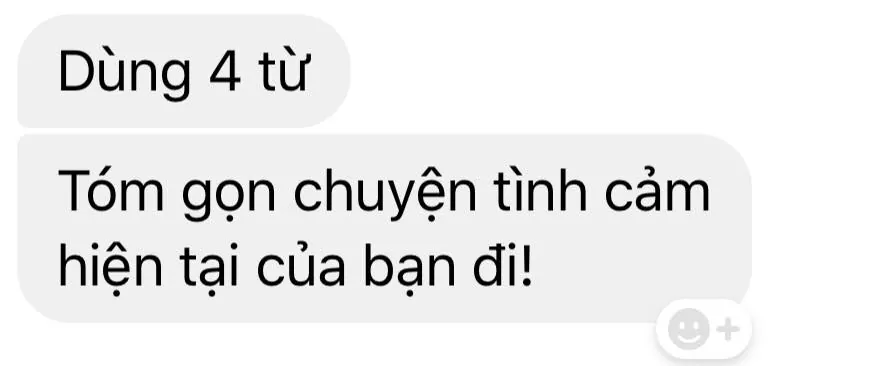 Dùng 4 từ
Tóm gọn chuyện tình cảm
hiện tại của bạn đi!